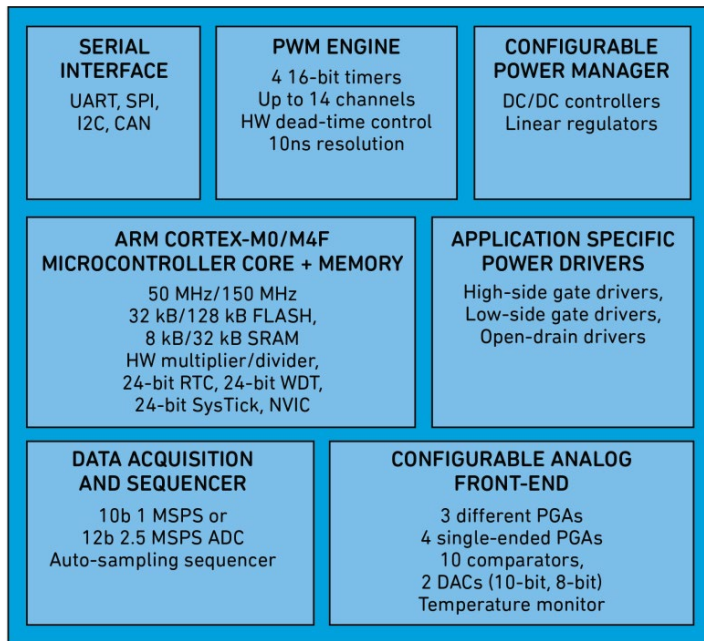 SERIAL
INTERFACE
UART, SPI,
I2C, CAN
PWM ENGINE
4 16-bit timers
Up to 14 channels
HW dead-time control
10ns resolution
CONFIGURABLE
POWER MANAGER
DC/DC controllers
Linear regulators
ARM CORTEX-M0/M4F
MICROCONTROLLER CORE + MEMORY
50 MHz/150 MHz
32 kB/128 kB FLASH,
8 kB/32 kB SRAM
HW multiplier/divider,
24-bit RTC, 24-bit WDT,
24-bit SysTick, NVIC
APPLICATION SPECIFIC
POWER DRIVERS
High-side gate drivers,
Low-side gate drivers,
Open-drain drivers
DATA ACQUISITION
AND SEQUENCER
10b 1 MSPS or
12b 2.5 MSPS ADC
Auto-sampling sequencer
CONFIGURABLE ANALOG
FRONT-END
3 different PGAs
4 single-ended PGAs
10 comparators,
2 DACs (10-bit, 8-bit)
Temperature monitor